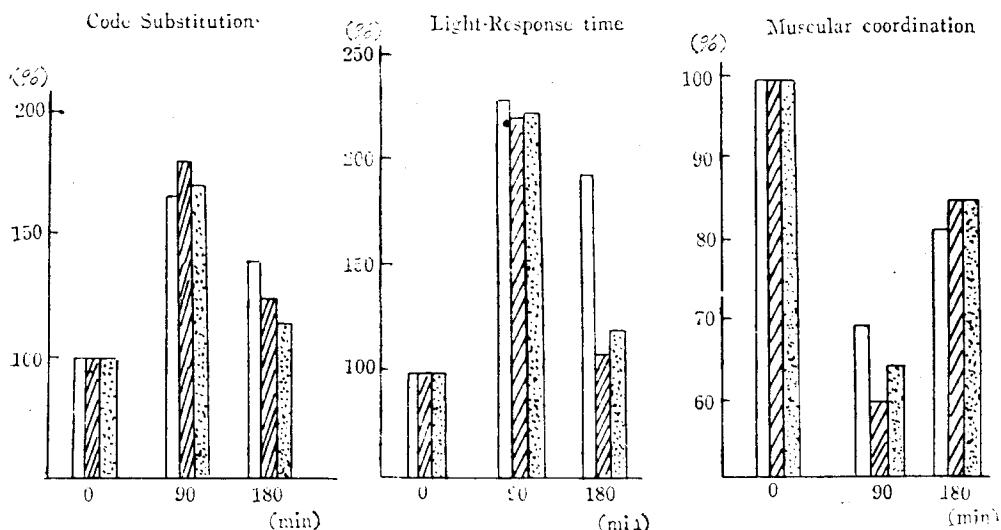 Code Substitution
(%)
200
150
100
0 90 180
(min)
Light-Response time
(%)
250
200
150
100
0 90 180
(min)
Muscular coordination
(%)
100
90
80
70
60
0 90 180
(min)